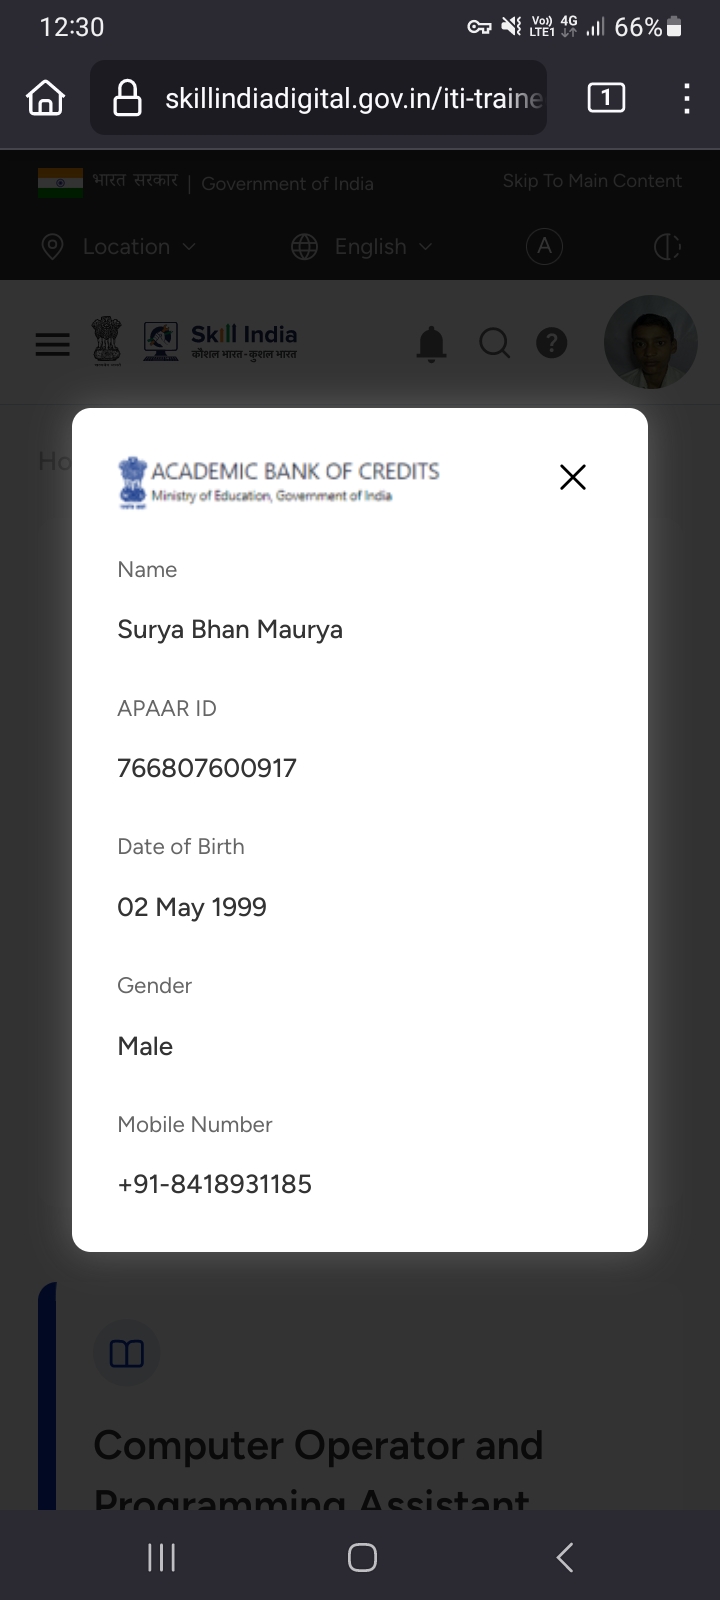 12:30
Vo)) LTE1 4G 66%
skillindiadigital.gov.in/iti-traine
1
भारत सरकार | Government of India
Skip To Main Content
Location
English
A
Skill India
कौशल भारत-कुशल भारत
?
Ho
ACADEMIC BANK OF CREDITS
Ministry of Education, Government of India
Name
Surya Bhan Maurya
APAAR ID
766807600917
Date of Birth
02 May 1999
Gender
Male
Mobile Number
+91-8418931185
Computer Operator and
Programming Assistant